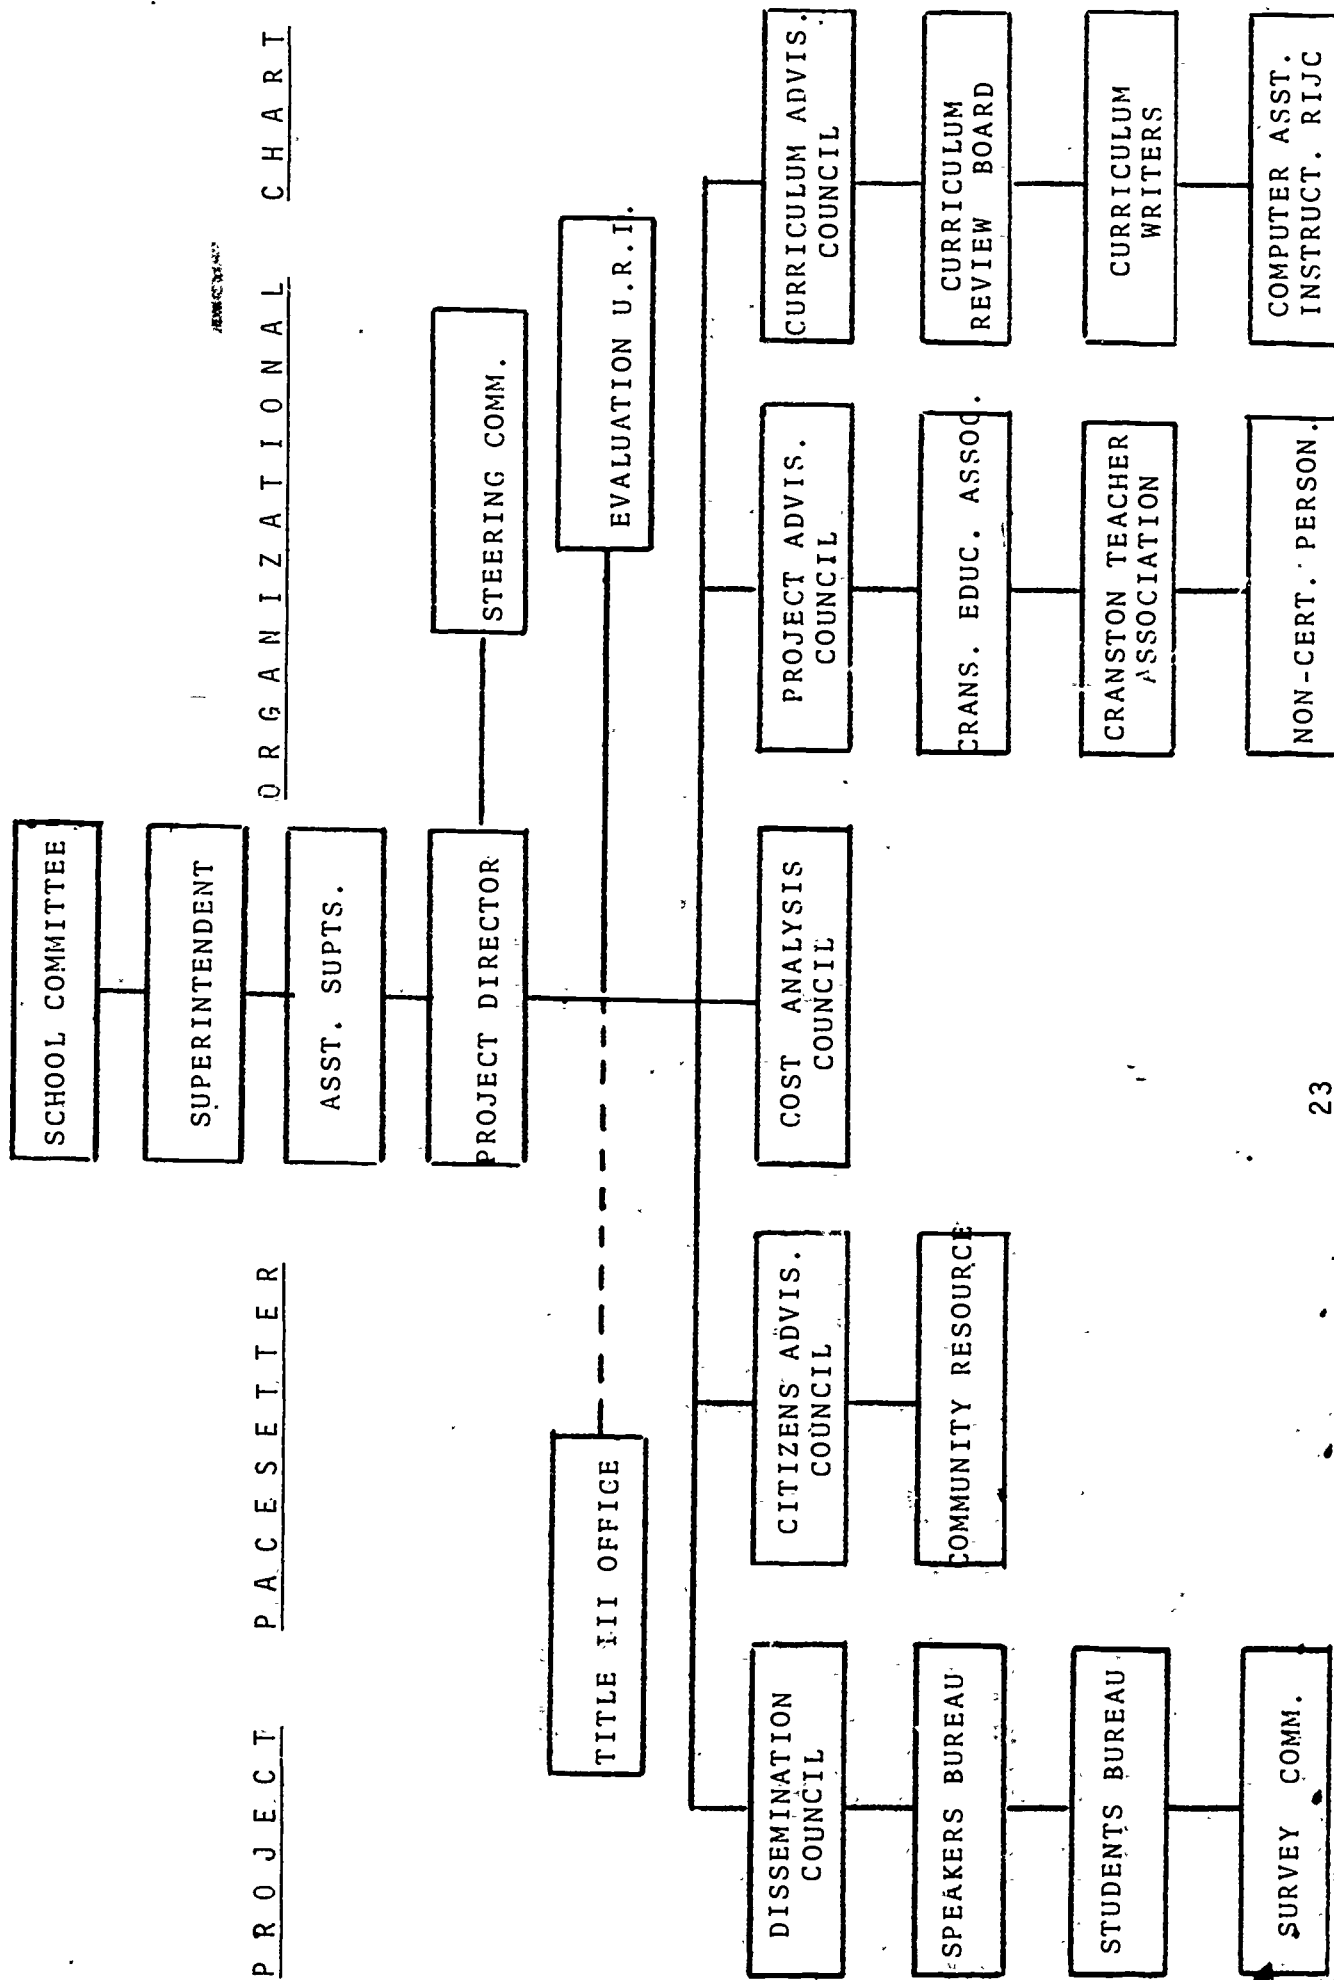 PROJECT PACESETTER ORGANIZATIONAL CHART
SCHOOL COMMITTEE
SUPERINTENDENT
ASST. SUPTS.
PROJECT DIRECTOR
STEERING COMM.
TITLE III OFFICE
EVALUATION U.R.I.
DISSEMINATION
COUNCIL
SPEAKERS BUREAU
STUDENTS BUREAU
SURVEY COMM.
CITIZENS ADVIS.
COUNCIL
COMMUNITY RESOURCE
COST ANALYSIS
COUNCIL
PROJECT ADVIS.
COUNCIL
CRANS. EDUC. ASSOC.
CRANSTON TEACHER
ASSOCIATION
NON-CERT. PERSON.
CURRICULUM ADVIS.
COUNCIL
CURRICULUM
REVIEW BOARD
CURRICULUM
WRITERS
COMPUTER ASST.
INSTRUCT. RIJC
23